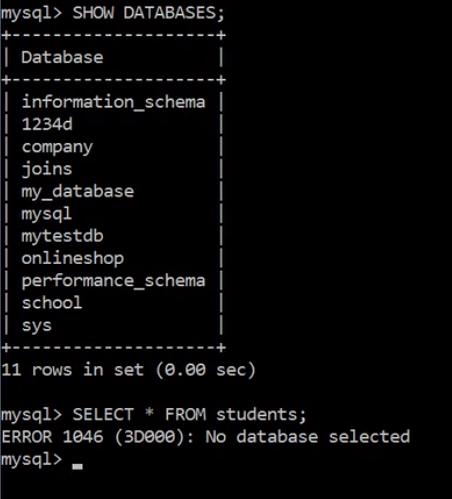 mysql> SHOW DATABASES;
+--------------------+
| Database           |
+--------------------+
| information_schema |
| 1234d              |
| company            |
| joins              |
| my_database        |
| mysql              |
| mytestdb           |
| onlineshop         |
| performance_schema |
| school             |
| sys                |
+--------------------+
11 rows in set (0.00 sec)
mysql> SELECT * FROM students;
ERROR 1046 (3D000): No database selected
mysql> _